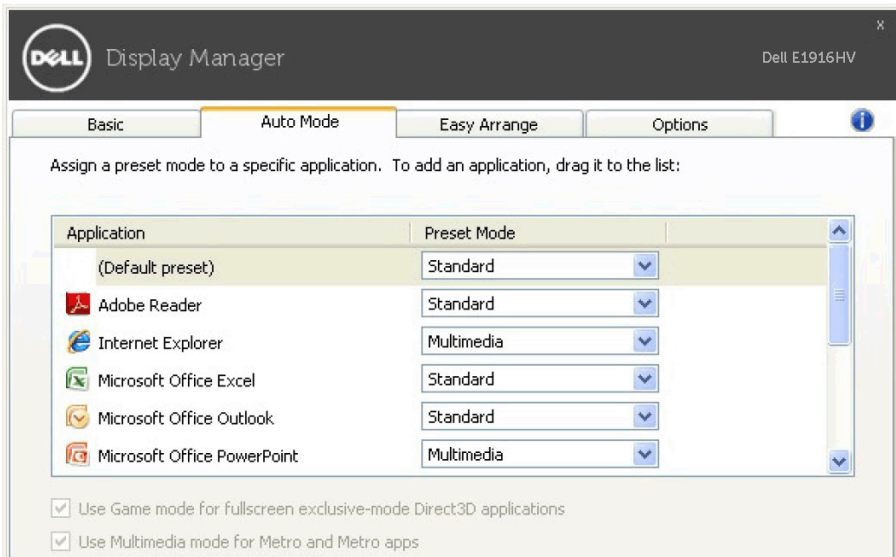 DELL Display Manager
x
Dell E1916HV
Basic Auto Mode Easy Arrange Options
Assign a preset mode to a specific application. To add an application, drag it to the list:
Application Preset Mode
(Default preset) Standard
Adobe Reader Standard
Internet Explorer Multimedia
Microsoft Office Excel Standard
Microsoft Office Outlook Standard
Microsoft Office PowerPoint Multimedia
Use Game mode for fullscreen exclusive-mode Direct3D applications
Use Multimedia mode for Metro and Metro apps